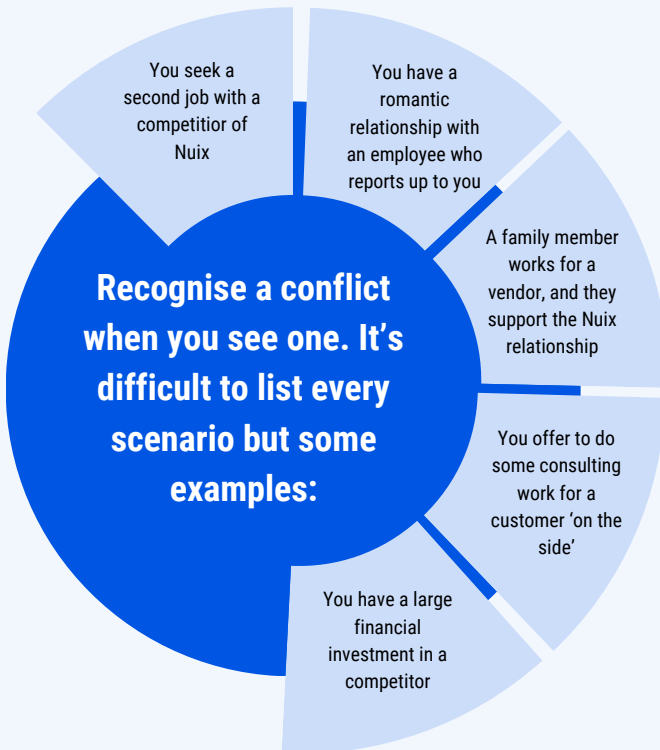 You seek a
second job with a
competitior of
Nuix
You have a
romantic
relationship with
an employee who
reports up to you
A family member
works for a
vendor, and they
support the Nuix
relationship
You offer to do
some consulting
work for a
customer ‘on the
side’
You have a large
financial
investment in a
competitor
Recognise a conflict
when you see one. It’s
difficult to list every
scenario but some
examples: